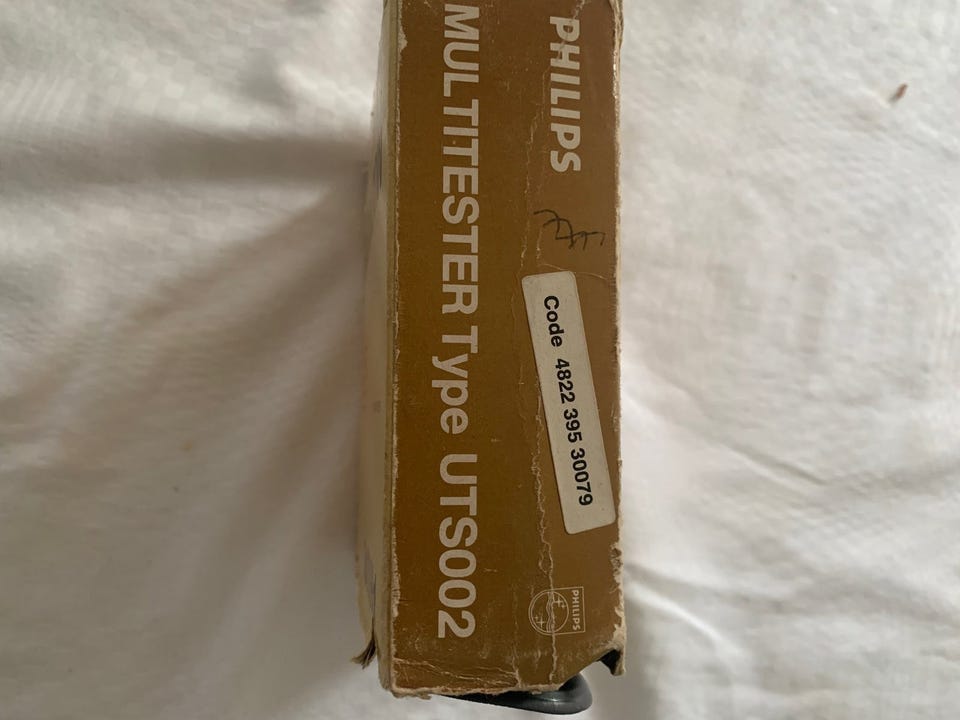 PHILIPS
Code 4822 395 30079
PHILIPS
MULTITESTER Type UTS002